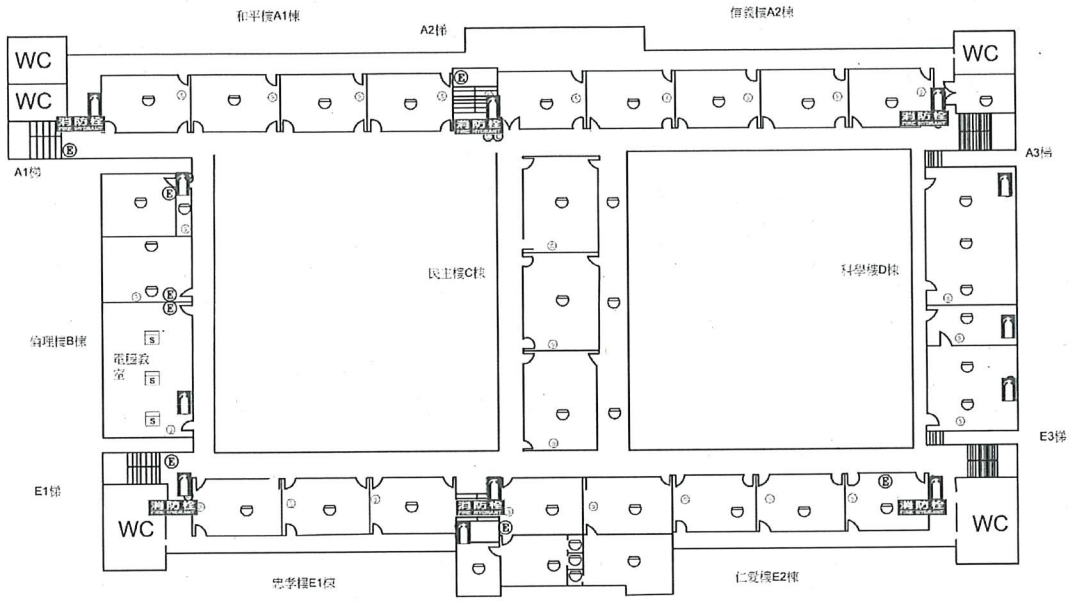 和平樓A1棟
信義樓A2棟
A2梯
WC
WC
WC
E
消防栓
消防栓
消防栓
E
A1梯
A3梯
E
民主樓C棟
科學樓D棟
E
E
倫理樓B棟
電極教
室
S
S
S
E3梯
E
E1梯
E
消防栓
消防栓
消防栓
WC
E
WC
忠孝樓E1棟
仁愛樓E2棟